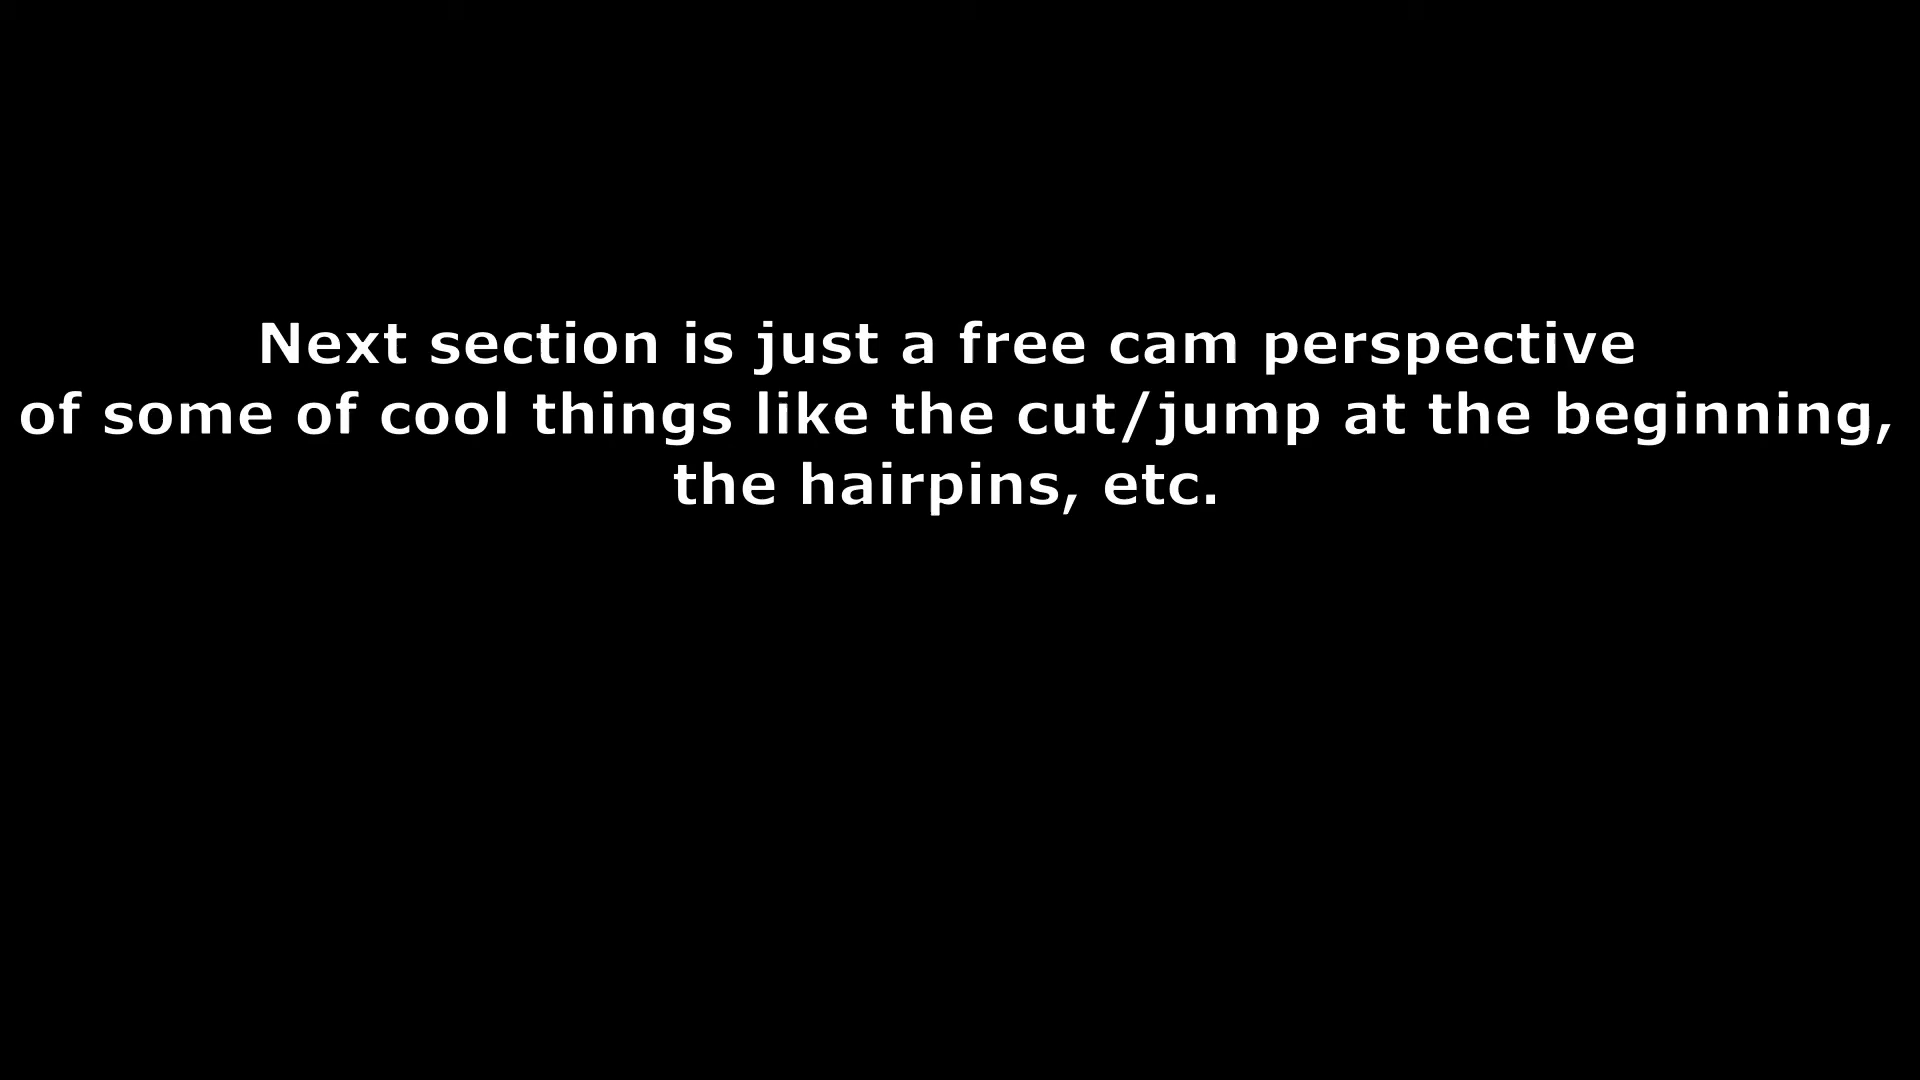 Next section is just a free cam perspective
of some of cool things like the cut/jump at the beginning,
the hairpins, etc.